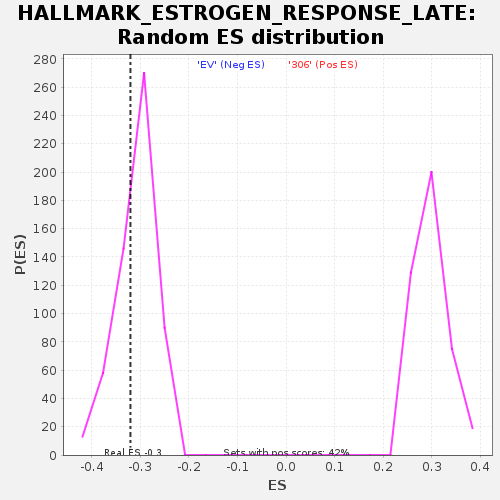 HALLMARK_ESTROGEN_RESPONSE_LATE:
Random ES distribution
'EV' (Neg ES) '306' (Pos ES)
280
260
240
220
200
180
160
140
120
100
80
60
40
20
0
P(ES)
Real ES -0.3 Sets with pos scores: 42%
-0.4 -0.3 -0.2 -0.1 0.0 0.1 0.2 0.3 0.4
ES